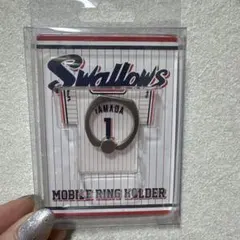 Swallows
YAMADA
1
MOBILE RING HOLDER